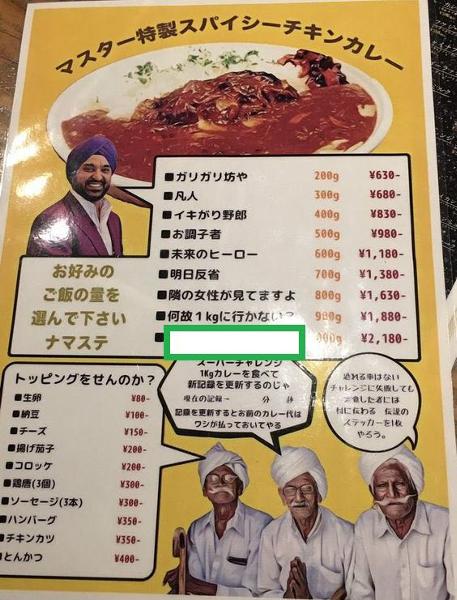 マスター特製スパイシーチキンカレー
■ガリガリ坊や 200g ¥630-
■凡人 300g ¥680-
■イキがり野郎 400g ¥830-
■お調子者 500g ¥980-
■未来のヒーロー 600g ¥1,180-
■明日反省 700g ¥1,380-
■隣の女性が見てますよ 800g ¥1,630-
■何故1kgに行かない? 900g ¥1,880-
■ ¥2,180-
お好みの
ご飯の量を
選んで下さい
ナマステ
トッピングをせんのか?
■生卵 ¥80-
■納豆 ¥100-
■チーズ ¥150-
■揚げ茄子 ¥200-
■コロッケ ¥200-
■鶏唐(3個) ¥300-
■ソーセージ(3本) ¥300-
■ハンバーグ ¥350-
■チキンカツ ¥350-
■とんかつ ¥400-
スーパーチャレンジ
1Kgカレーを食べて
新記録を更新するのじゃ
現在の記録→ 分 秒
記録を更新するとお前のカレー代は
ワシが払っておいてやる
恐れる事はない
チャレンジに失敗しても
した者には
村に伝わる 伝説の
ステッカーを1枚
やろう。